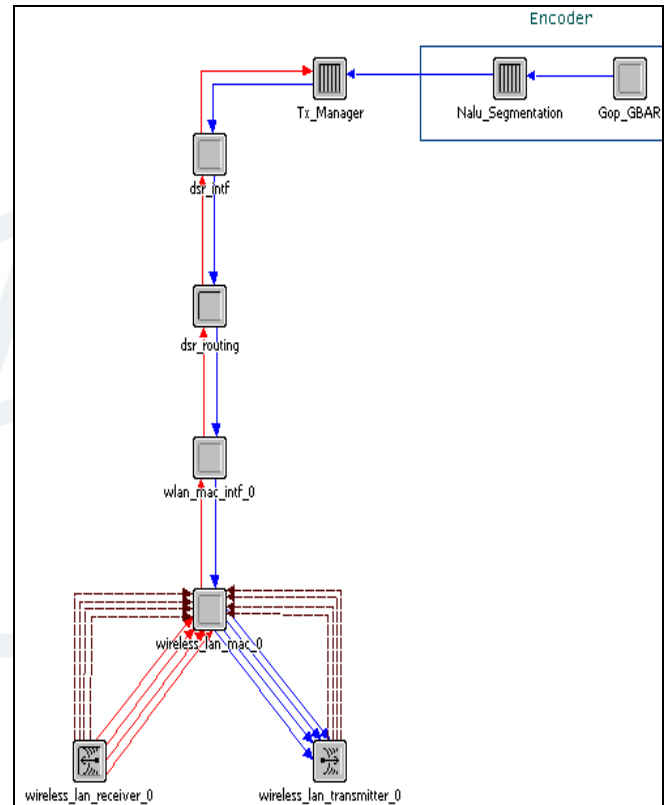 Encoder
Tx_Manager
Nalu_Segmentation
Gop_GBAR
dsr_intf
dsr_routing
wlan_mac_intf_0
wireless_lan_mac_0
wireless_lan_receiver_0
wireless_lan_transmitter_0